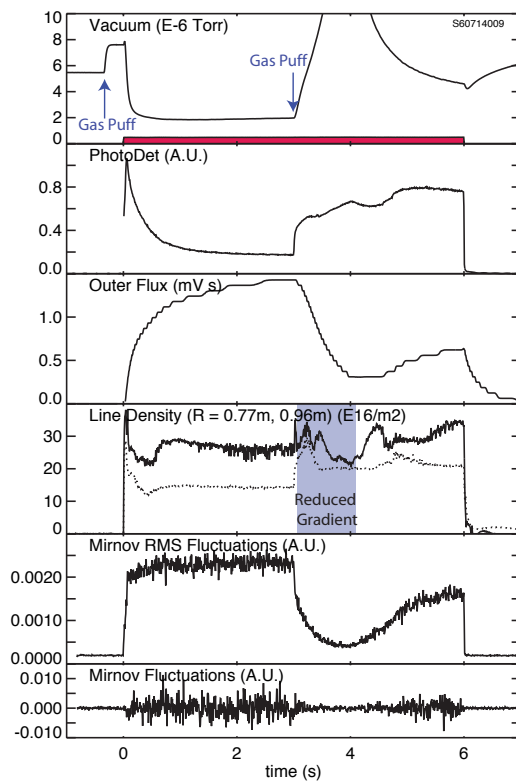 10
Vacuum (E-6 Torr)
S60714009
8
Gas Puff
6
4
Gas Puff
2
0
PhotoDet (A.U.)
0.8
0.4
0.0
Outer Flux (mV s)
1.0
0.5
0.0
Line Density (R = 0.77m, 0.96m) (E16/m2)
30
20
Reduced
10
Gradient
0
Mirnov RMS Fluctuations (A.U.)
0.0020
0.0010
0.0000
Mirnov Fluctuations (A.U.)
0.010
0.000
-0.010
0 2 4 6
time (s)